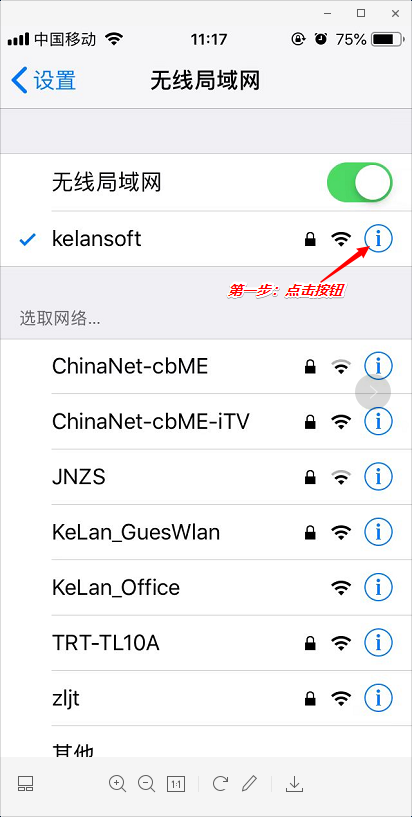 中国移动 11:17 75%
设置 无线局域网
无线局域网
kelansoft
第一步：点击按钮
选取网络...
ChinaNet-cbME
ChinaNet-cbME-iTV
JNZS
KeLan_GuesWlan
KeLan_Office
TRT-TL10A
zljt
其他
1:1